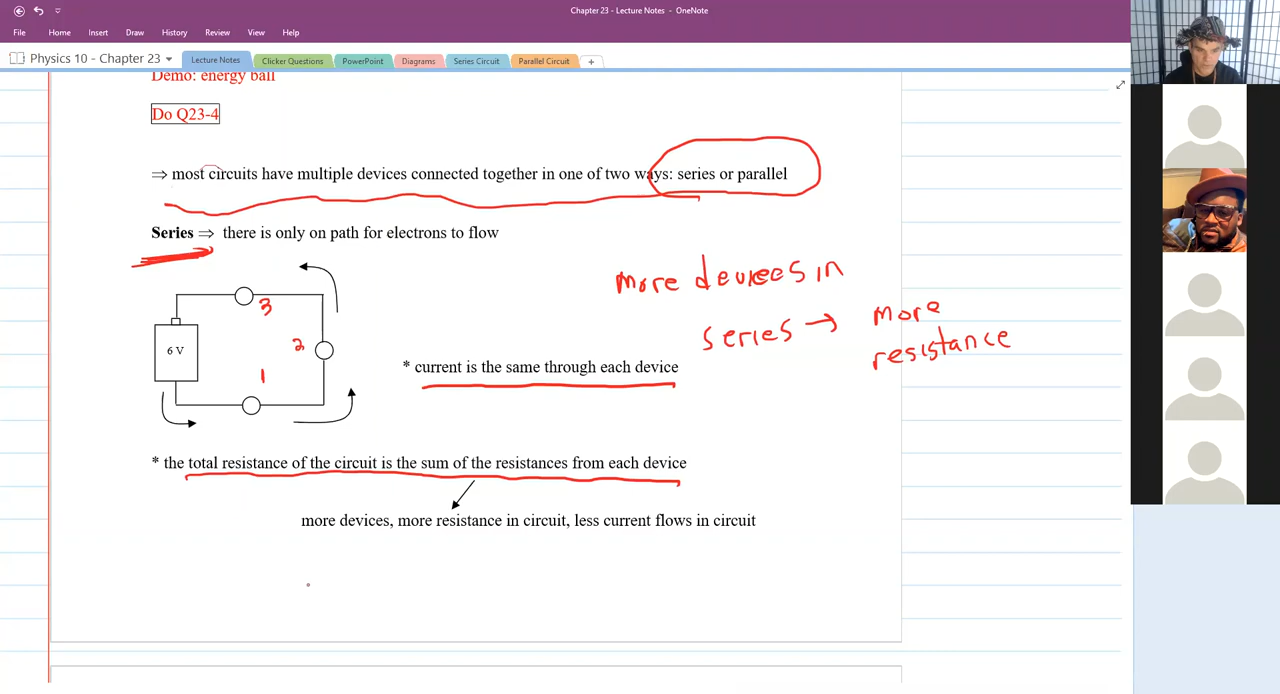 Chapter 23 - Lecture Notes - OneNote
File Home Insert Draw History Review View Help
Physics 10 - Chapter 23 Lecture Notes Clicker Questions PowerPoint Diagrams Series Circuit Parallel Circuit +
Demo: energy ball
Do Q23-4
⇒ most circuits have multiple devices connected together in one of two ways: series or parallel
Series ⇒ there is only on path for electrons to flow
more devices in
series → more
resistance
3
2
6 V
1
* current is the same through each device
* the total resistance of the circuit is the sum of the resistances from each device
more devices, more resistance in circuit, less current flows in circuit